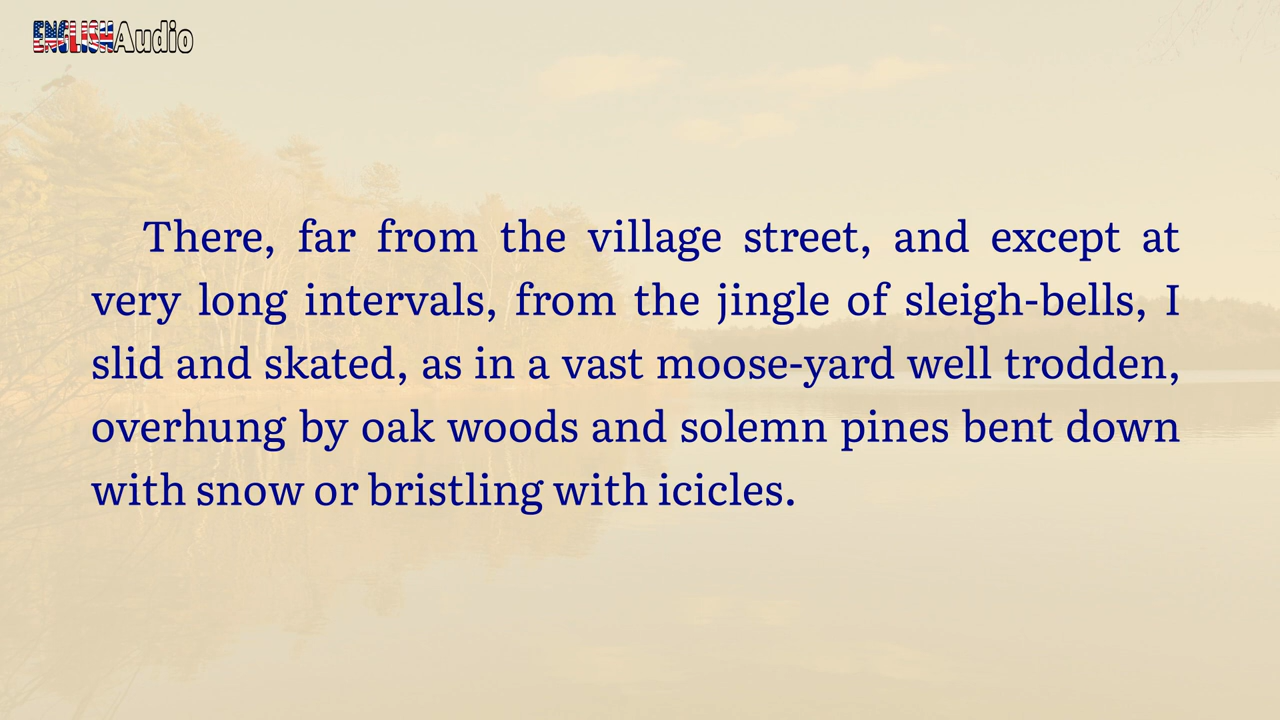 ENGLISHAudio
There, far from the village street, and except at
very long intervals, from the jingle of sleigh-bells, I
slid and skated, as in a vast moose-yard well trodden,
overhung by oak woods and solemn pines bent down
with snow or bristling with icicles.